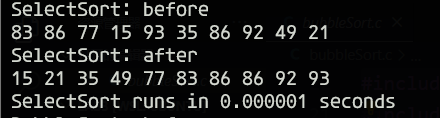 SelectSort: before
83 86 77 15 93 35 86 92 49 21
SelectSort: after
15 21 35 49 77 83 86 86 92 93
SelectSort runs in 0.000001 seconds